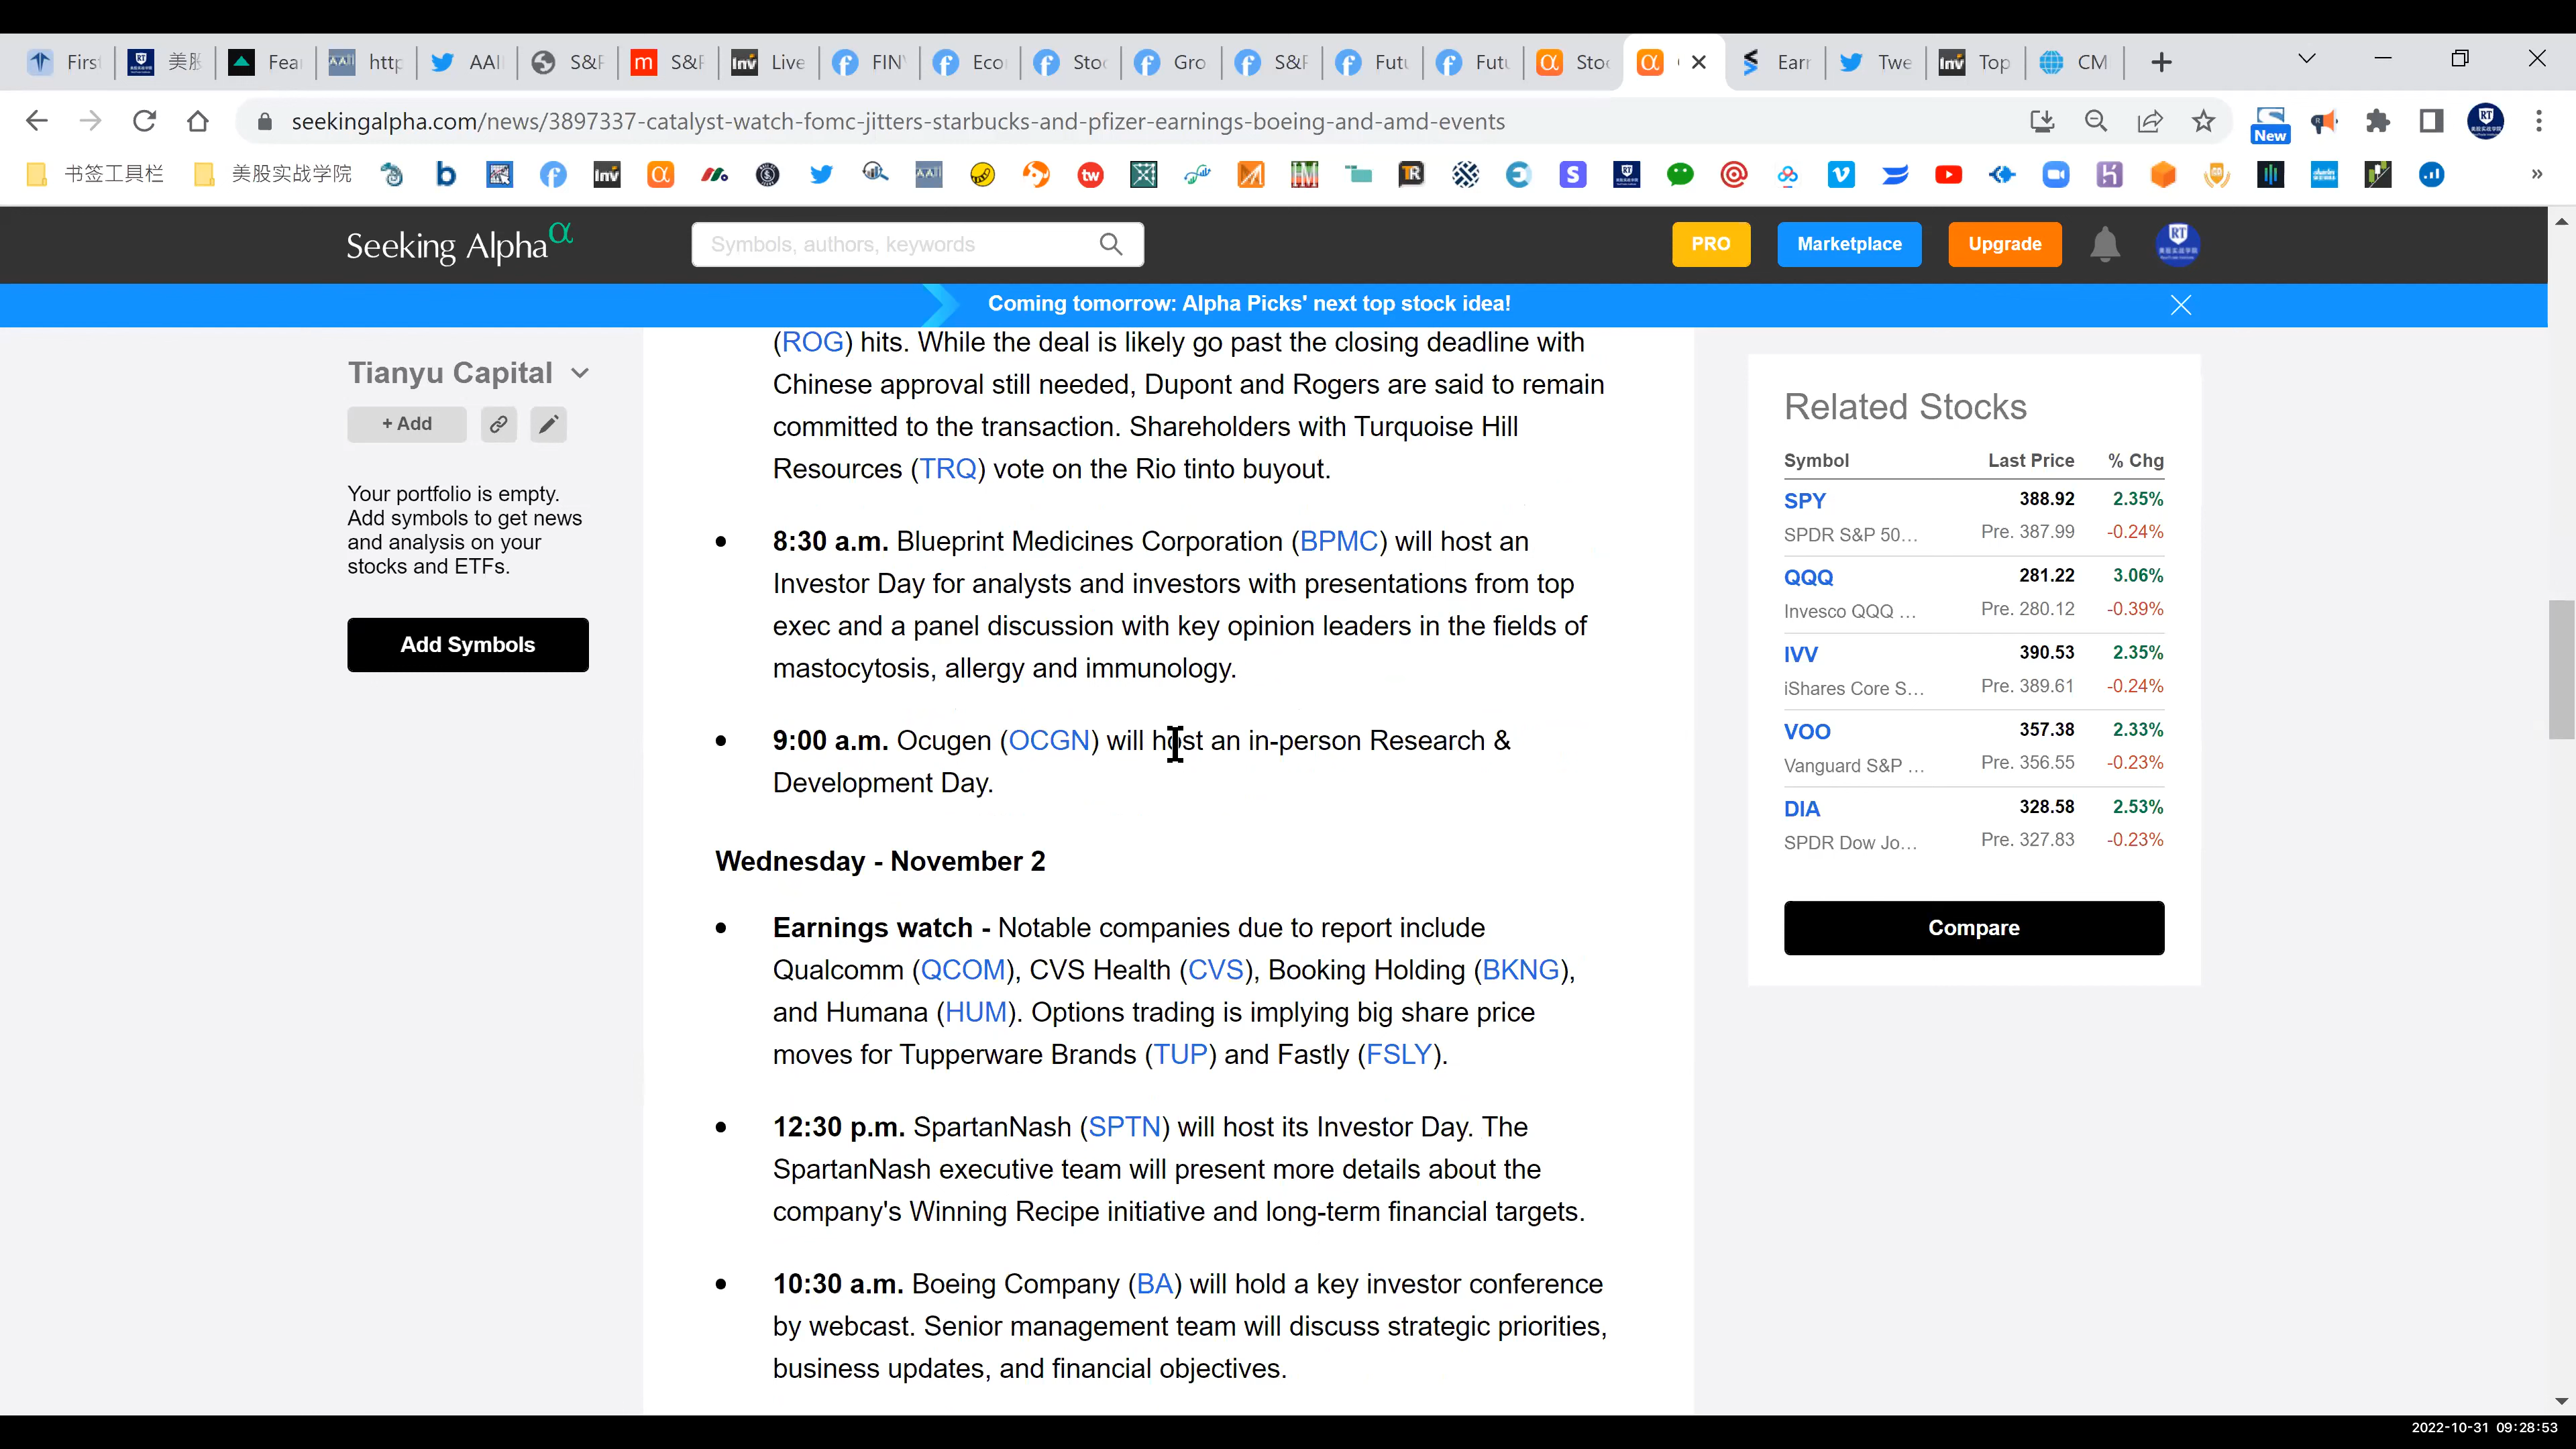 First
美股
Fear
AAII
http
AAI
S&P
m
S&P
Inv
Live
FIN
Eco
Stoc
Gro
S&P
Futu
Futu
Stoc
Earn
Twe
Inv
Top
CM
seekingalpha.com/news/3897337-catalyst-watch-fomc-jitters-starbucks-and-pfizer-earnings-boeing-and-amd-events
New
书签工具栏
美股实战学院
Seeking Alpha α
Symbols, authors, keywords
PRO
Marketplace
Upgrade
Coming tomorrow: Alpha Picks' next top stock idea!
Tianyu Capital
+ Add
Your portfolio is empty.
Add symbols to get news
and analysis on your
stocks and ETFs.
Add Symbols
(ROG) hits. While the deal is likely go past the closing deadline with
Chinese approval still needed, Dupont and Rogers are said to remain
committed to the transaction. Shareholders with Turquoise Hill
Resources (TRQ) vote on the Rio tinto buyout.
• 8:30 a.m. Blueprint Medicines Corporation (BPMC) will host an
Investor Day for analysts and investors with presentations from top
exec and a panel discussion with key opinion leaders in the fields of
mastocytosis, allergy and immunology.
• 9:00 a.m. Ocugen (OCGN) will host an in-person Research &
Development Day.
Wednesday - November 2
• Earnings watch - Notable companies due to report include
Qualcomm (QCOM), CVS Health (CVS), Booking Holding (BKNG),
and Humana (HUM). Options trading is implying big share price
moves for Tupperware Brands (TUP) and Fastly (FSLY).
• 12:30 p.m. SpartanNash (SPTN) will host its Investor Day. The
SpartanNash executive team will present more details about the
company's Winning Recipe initiative and long-term financial targets.
• 10:30 a.m. Boeing Company (BA) will hold a key investor conference
by webcast. Senior management team will discuss strategic priorities,
business updates, and financial objectives.
Related Stocks
Symbol Last Price % Chg
SPY 388.92 2.35%
SPDR S&P 50... Pre. 387.99 -0.24%
QQQ 281.22 3.06%
Invesco QQQ ... Pre. 280.12 -0.39%
IVV 390.53 2.35%
iShares Core S... Pre. 389.61 -0.24%
VOO 357.38 2.33%
Vanguard S&P ... Pre. 356.55 -0.23%
DIA 328.58 2.53%
SPDR Dow Jo... Pre. 327.83 -0.23%
Compare
2022-10-31 09:28:53